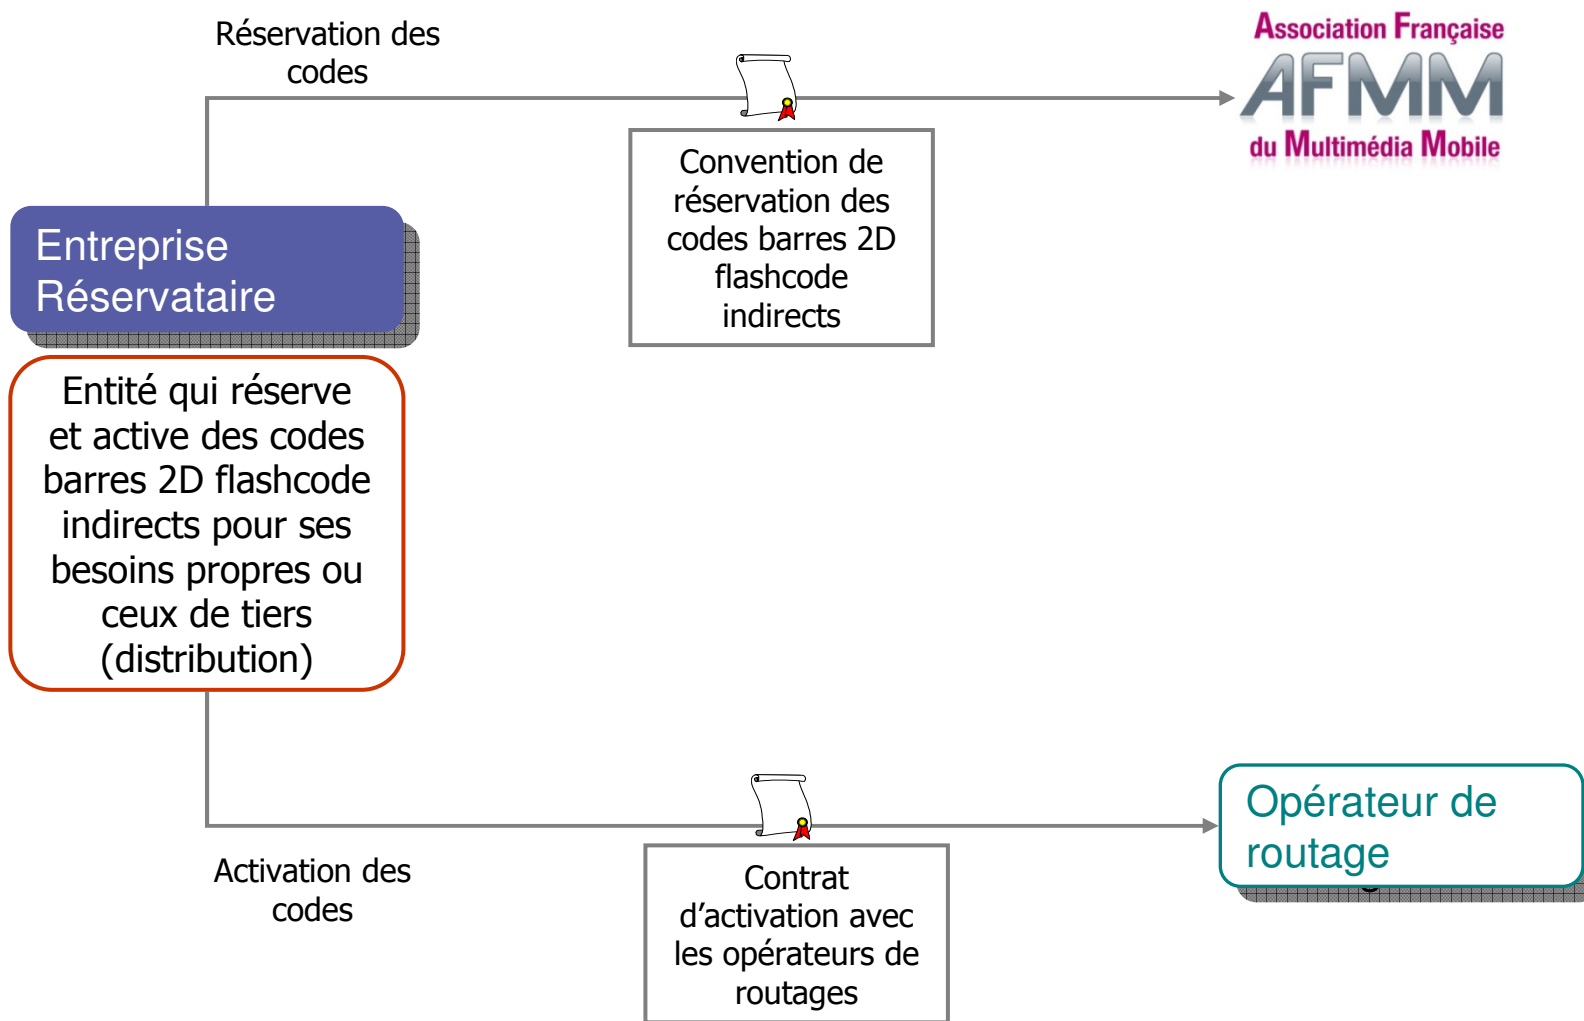 Réservation des
codes
Association Française
AFMM
du Multimédia Mobile
Convention de
réservation des
codes barres 2D
flashcode
indirects
Entreprise
Réservataire
Entité qui réserve
et active des codes
barres 2D flashcode
indirects pour ses
besoins propres ou
ceux de tiers
(distribution)
Opérateur de
routage
Activation des
codes
Contrat
d’activation avec
les opérateurs de
routages